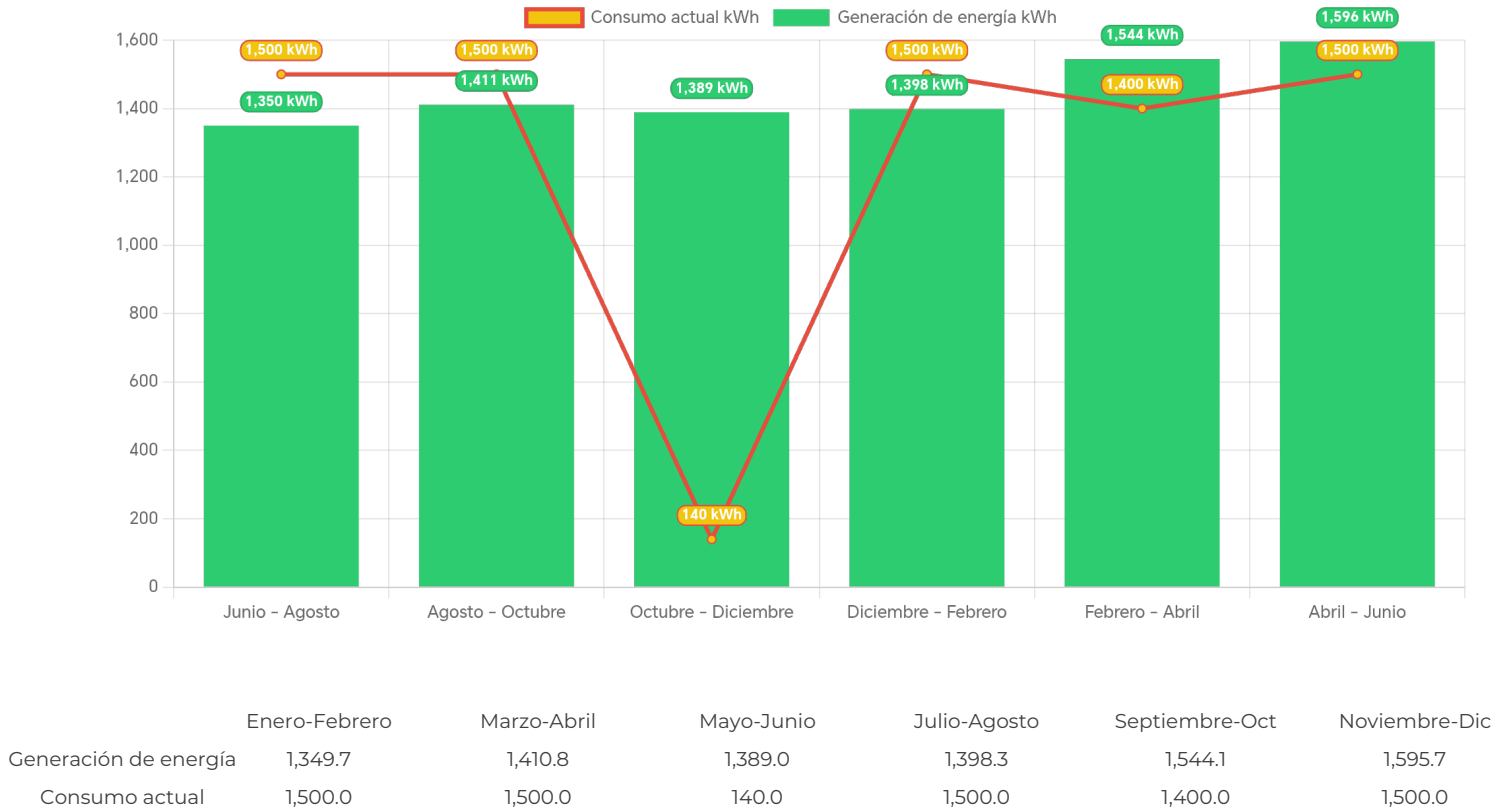 Consumo actual kWh Generación de energía kWh
1,596 kWh
1,544 kWh
1,600
1,500 kWh 1,500 kWh 1,500 kWh 1,500 kWh
1,411 kWh 1,389 kWh 1,398 kWh 1,400 kWh
1,350 kWh
1,400
1,200
1,000
800
600
400
140 kWh
200
0
Junio - Agosto Agosto - Octubre Octubre - Diciembre Diciembre - Febrero Febrero - Abril Abril - Junio
Enero-Febrero Marzo-Abril Mayo-Junio Julio-Agosto Septiembre-Oct Noviembre-Dic
Generación de energía 1,349.7 1,410.8 1,389.0 1,398.3 1,544.1 1,595.7
Consumo actual 1,500.0 1,500.0 140.0 1,500.0 1,400.0 1,500.0